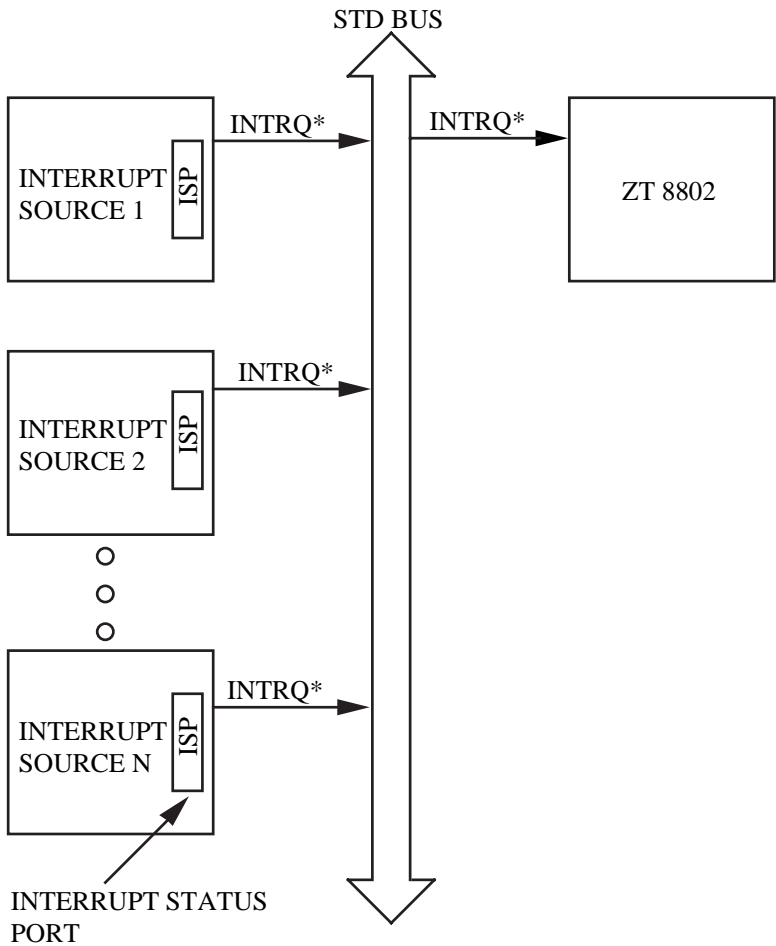 STD BUS
INTRQ*
INTRQ*
INTERRUPT
SOURCE 1
ISP
ZT 8802
INTRQ*
INTERRUPT
SOURCE 2
ISP
INTRQ*
INTERRUPT
SOURCE N
ISP
INTERRUPT STATUS
PORT